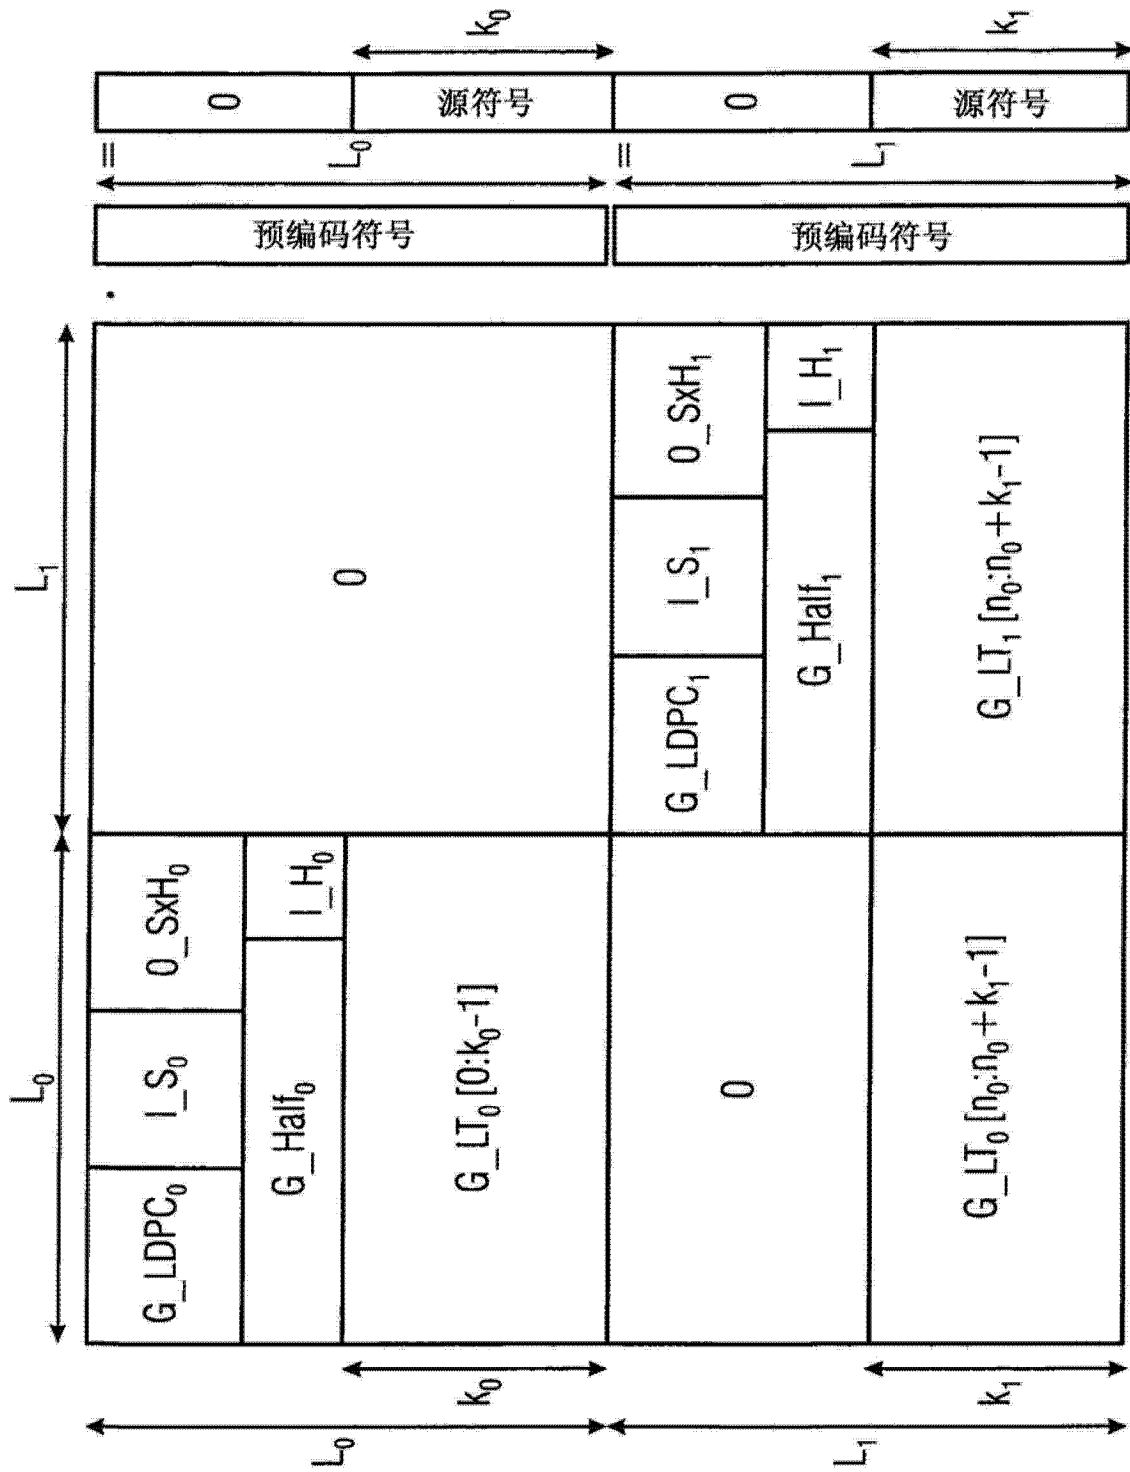 L₀
L₁
G_LDPC₀
I_S₀
0_SxH₀
G_Half₀
I_H₀
G_LT₀ [0:k₀-1]
0
0
G_LDPC₁
I_S₁
0_SxH₁
G_Half₁
I_H₁
G_LT₀ [n₀:n₀+k₁-1]
G_LT₁ [n₀:n₀+k₁-1]
L₀
k₀
L₁
k₁
·
预编码符号
预编码符号
=
L₀
=
L₁
0
源符号
0
源符号
k₀
k₁